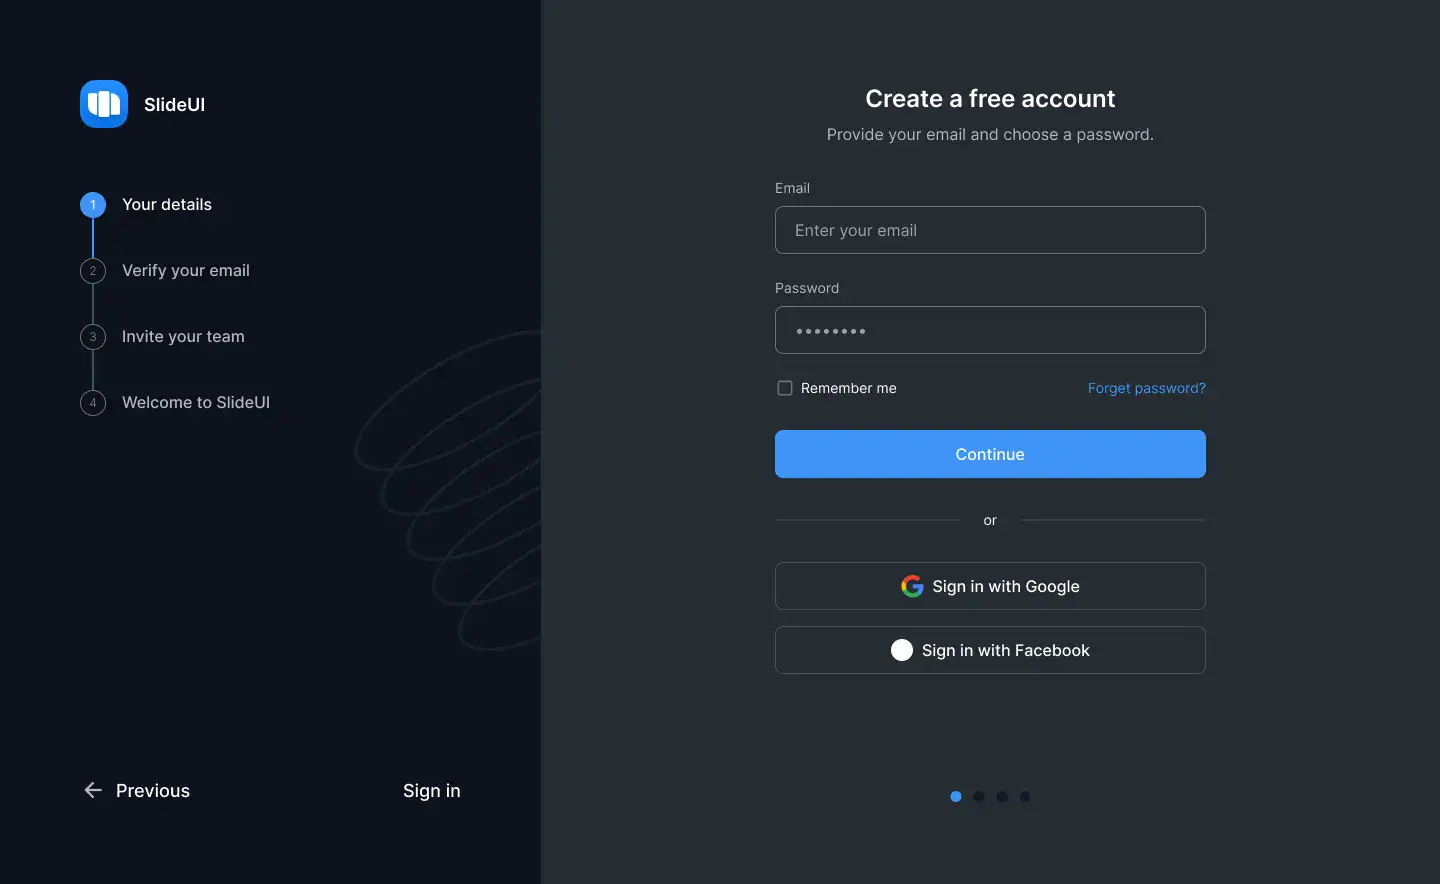 SlideUI
1 Your details
2 Verify your email
3 Invite your team
4 Welcome to SlideUI
Previous
Sign in
Create a free account
Provide your email and choose a password.
Email
Enter your email
Password
••••••••
Remember me
Forget password?
Continue
or
Sign in with Google
Sign in with Facebook